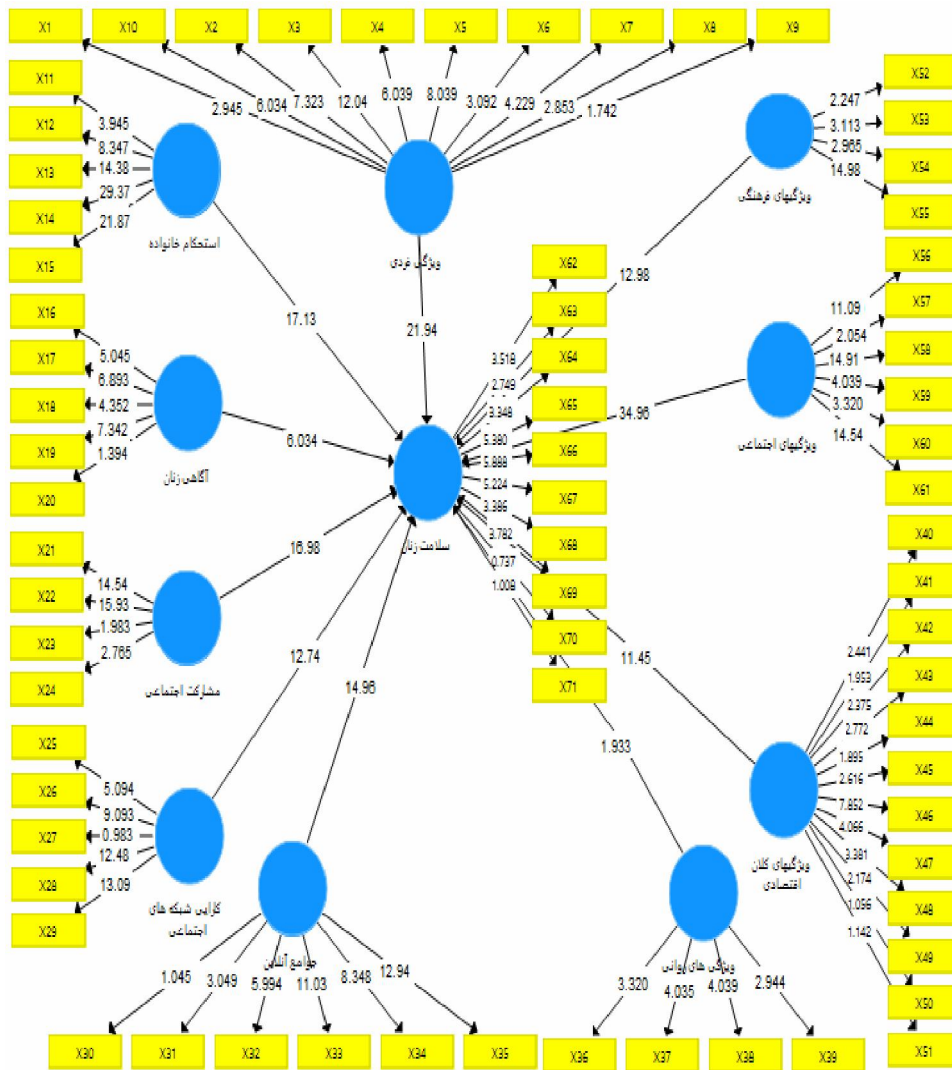 X1 X10 X2 X3 X4 X5 X6 X7 X8 X9
2.945 6.034 7.323 12.04 6.039 8.039 3.092 4.229 2.853 1.742
ویژگی فردی
21.94
X11
X12
X13
X14
X15
3.945
8.347
14.38
29.37
21.87
استحکام خانواده
17.13
X16
X17
X18
X19
X20
5.045
6.893
4.352
7.342
1.394
آگاهی زنان
6.034
X21
X22
X23
X24
14.54
15.93
1.983
2.765
مشارکت اجتماعی
16.98
X25
X26
X27
X28
X29
5.094
9.093
0.983
12.48
13.09
کارایی شبکه های
اجتماعی
12.74
جوامع آنلاین
14.96
1.045 3.049 5.994 11.03 8.348 12.94
X30 X31 X32 X33 X34 X35
سلامت زنان
X62
X63
X64
X65
X66
X67
X68
X69
X70
X71
3.518
2.749
3.348
5.380
5.888
5.224
3.386
3.782
0.737
1.009
X52
X53
X54
X55
2.247
3.113
2.965
14.98
ویژگیهای فرهنگی
12.98
X56
X57
X58
X59
X60
X61
11.09
2.054
14.91
4.039
3.320
14.54
ویژگیهای اجتماعی
34.96
X40
X41
X42
X43
X44
X45
X46
X47
X48
X49
X50
X51
2.441
1.953
2.375
2.772
1.895
2.616
7.852
4.066
3.381
2.174
1.056
1.142
ویژگیهای کلان
اقتصادی
11.45
ویژگی های روانی
1.933
3.320 4.035 4.039 2.944
X36 X37 X38 X39